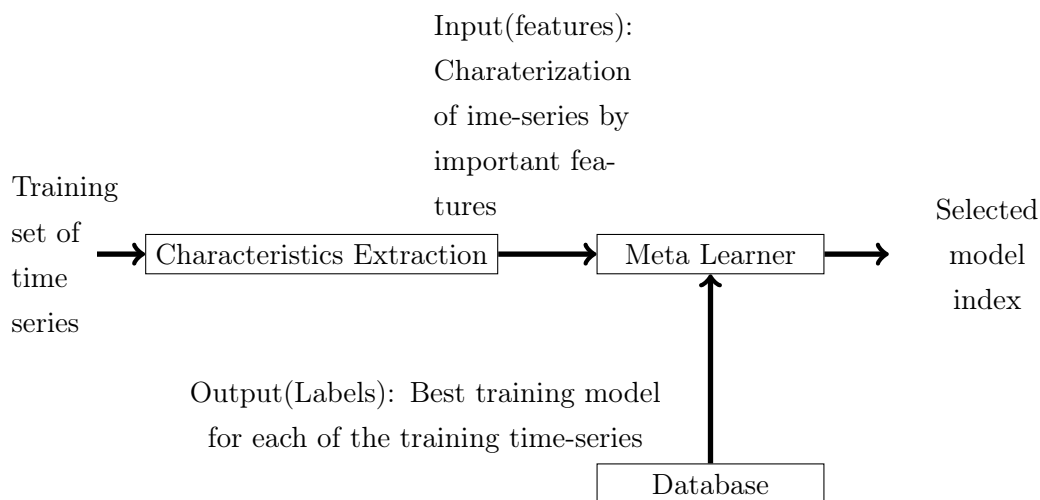 Input(features):
Charaterization
of ime-series by
important fea-
tures
Training
set of
time
series
Characteristics Extraction
Meta Learner
Selected
model
index
Output(Labels): Best training model
for each of the training time-series
Database